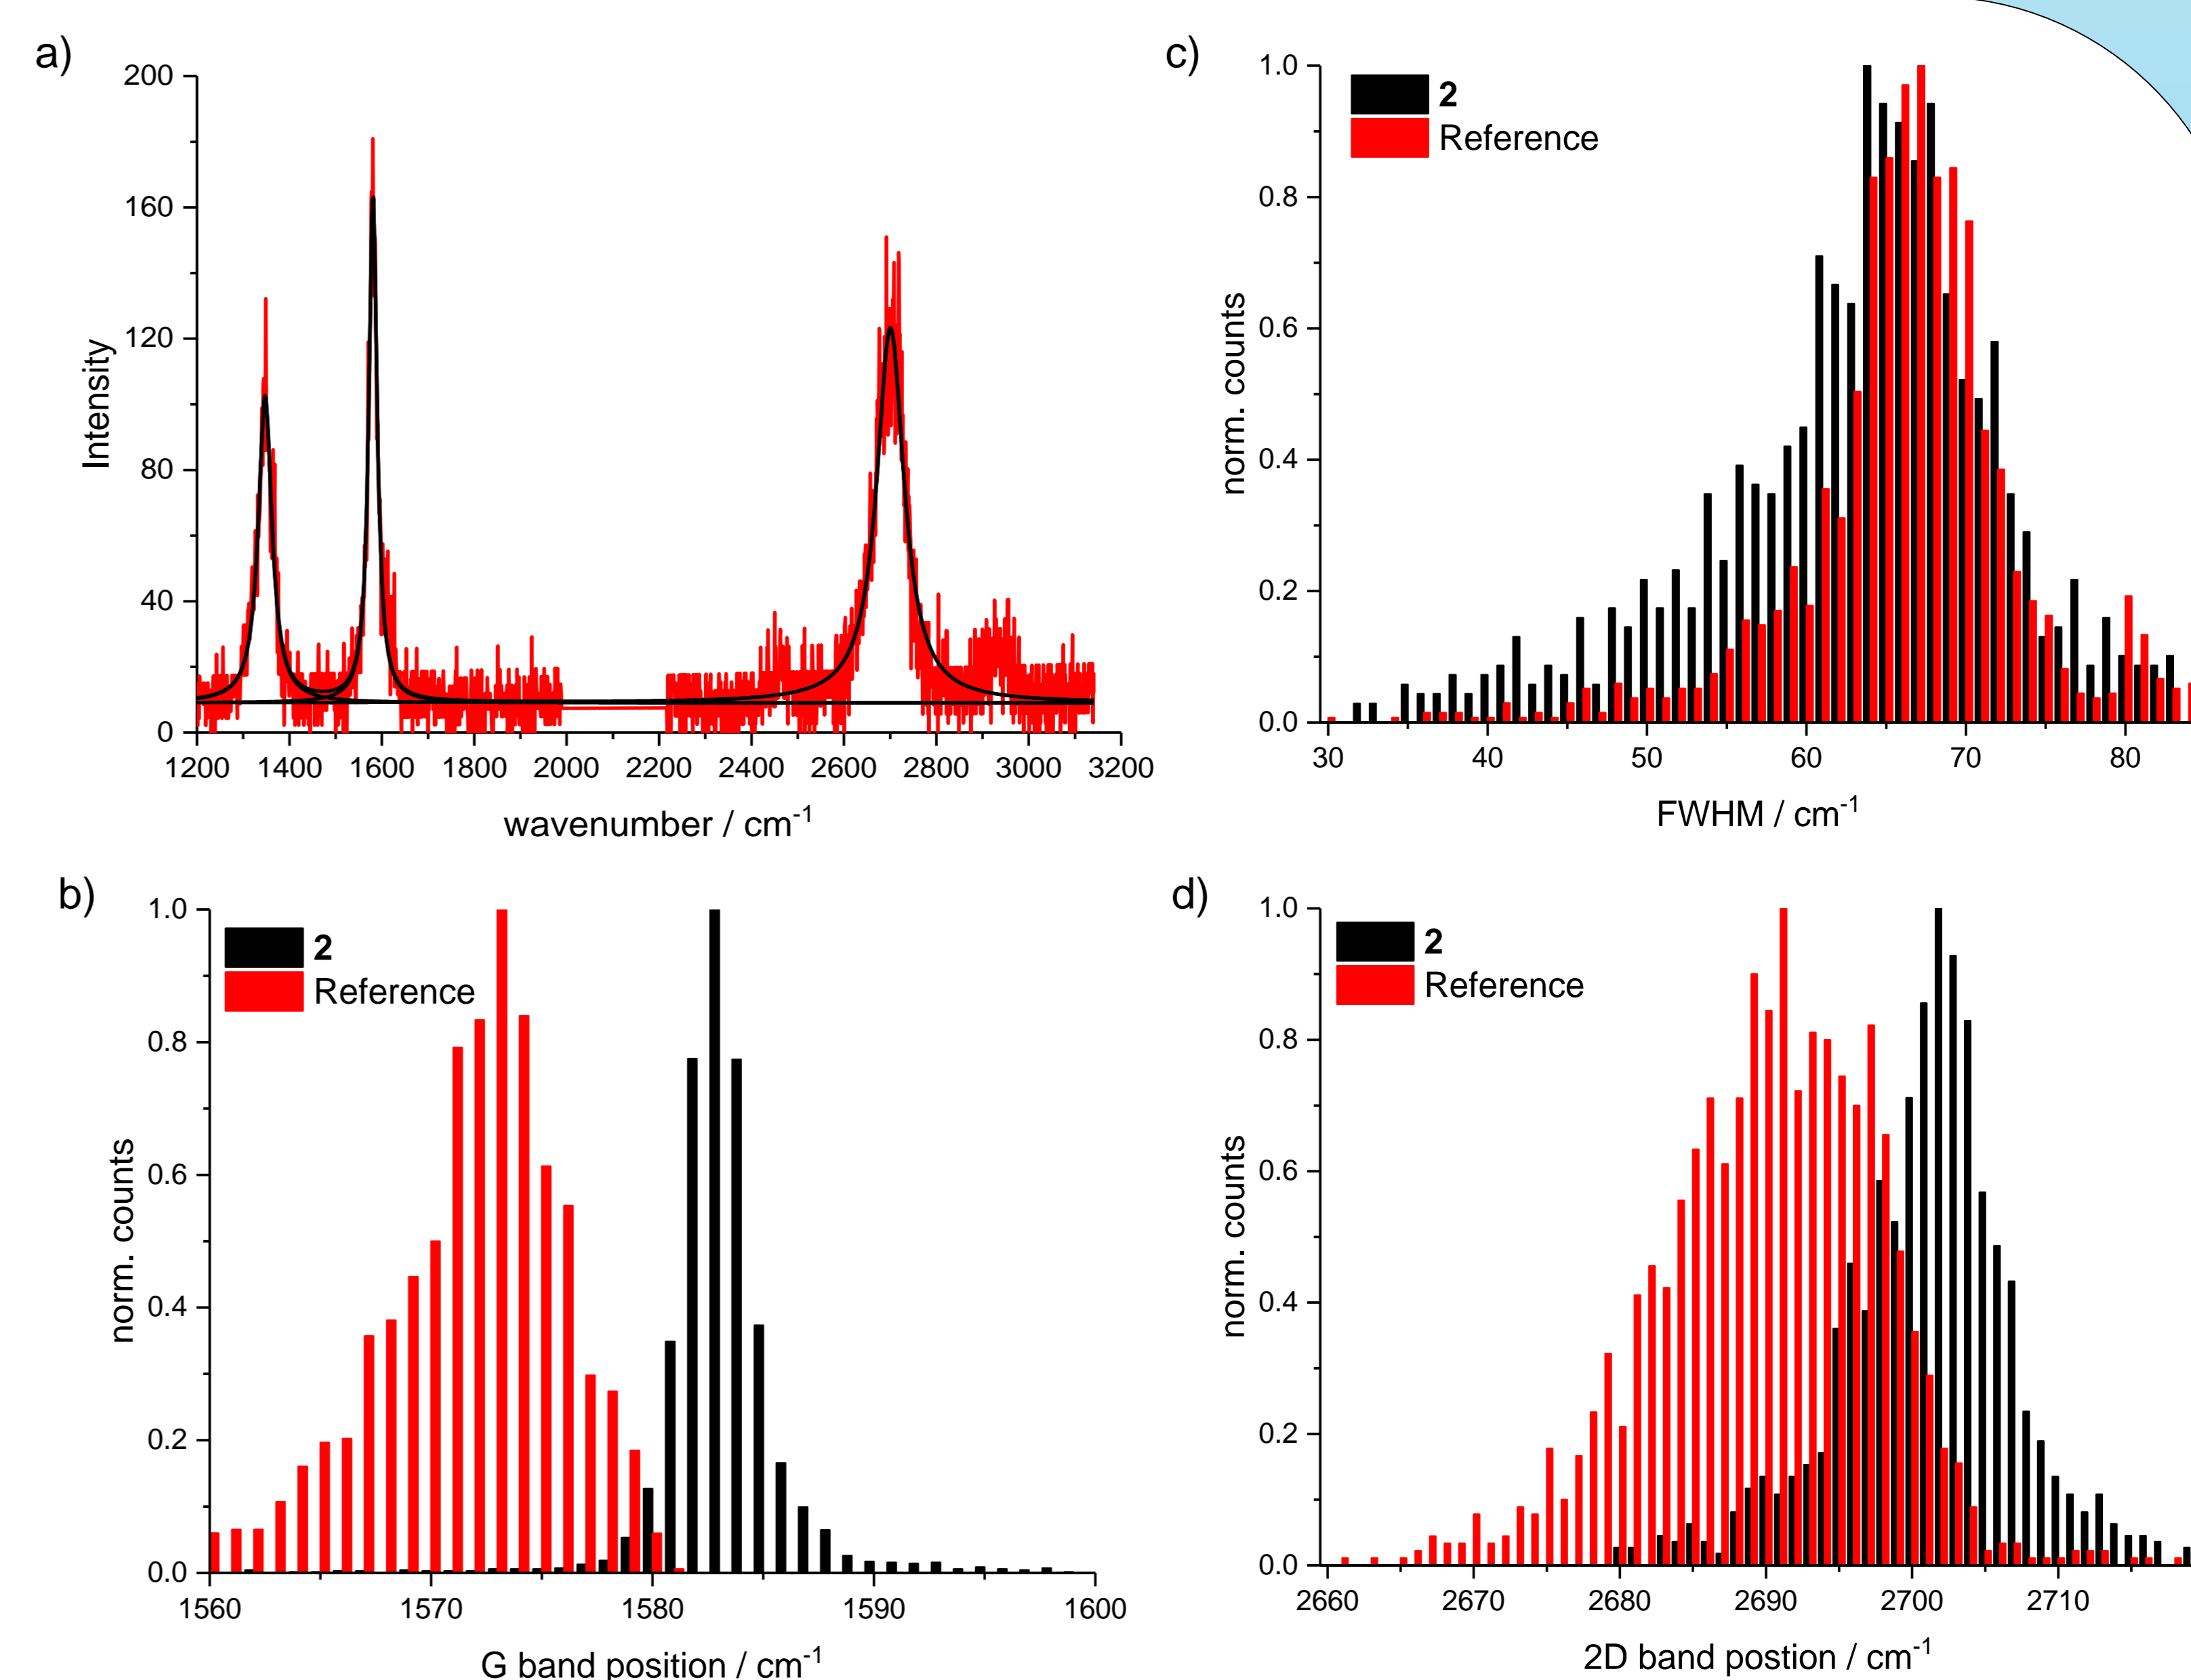 a)
200
160
120
80
40
0
Intensity
1200 1400 1600 1800 2000 2200 2400 2600 2800 3000 3200
wavenumber / cm⁻¹
c)
1.0
0.8
0.6
0.4
0.2
0.0
norm. counts
2
Reference
30 40 50 60 70 80
FWHM / cm⁻¹
b)
1.0
0.8
0.6
0.4
0.2
0.0
norm. counts
2
Reference
1560 1570 1580 1590 1600
G band position / cm⁻¹
d)
1.0
0.8
0.6
0.4
0.2
0.0
norm. counts
2
Reference
2660 2670 2680 2690 2700 2710
2D band postion / cm⁻¹